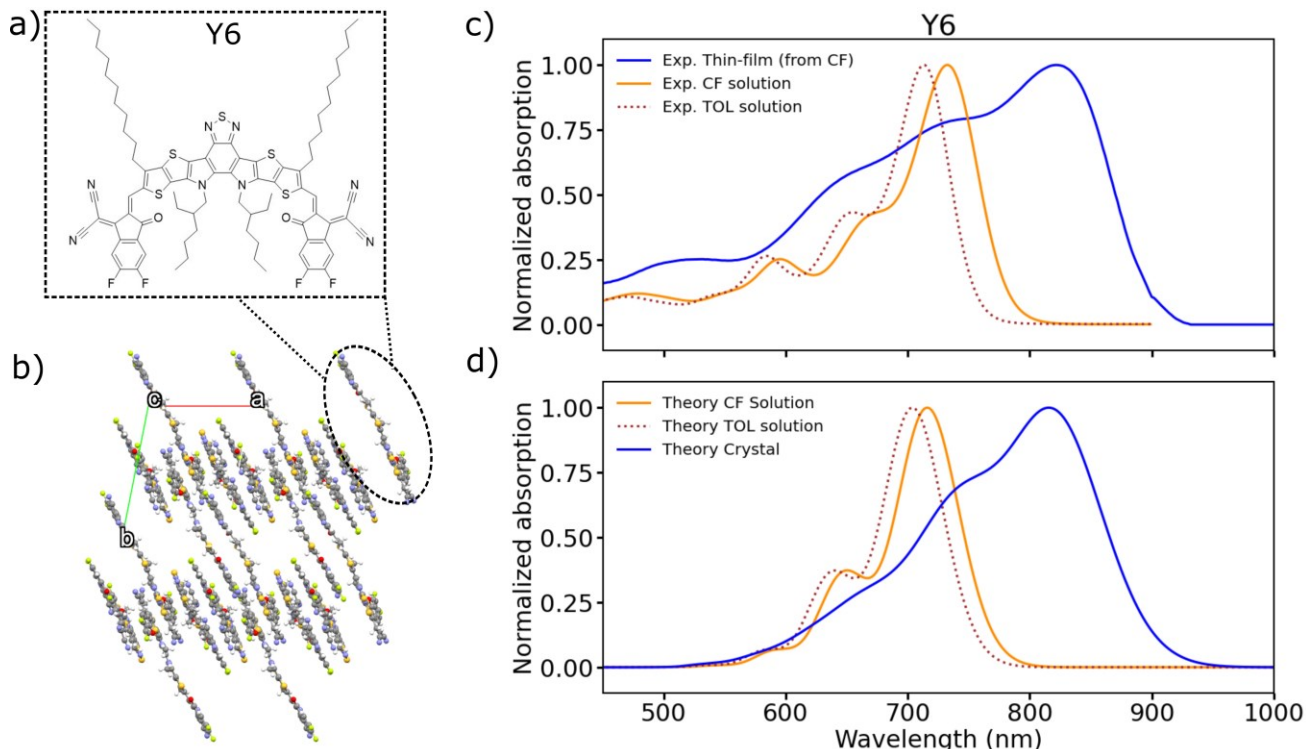 a)
Y6
S
N N
S S
S S
N N
N N
N N
O O
F F F F
b)
c
a
b
c)
Y6
Normalized absorption
1.00
0.75
0.50
0.25
0.00
Exp. Thin-film (from CF)
Exp. CF solution
Exp. TOL solution
d)
Normalized absorption
1.00
0.75
0.50
0.25
0.00
Theory CF Solution
Theory TOL solution
Theory Crystal
500 600 700 800 900 1000
Wavelength (nm)